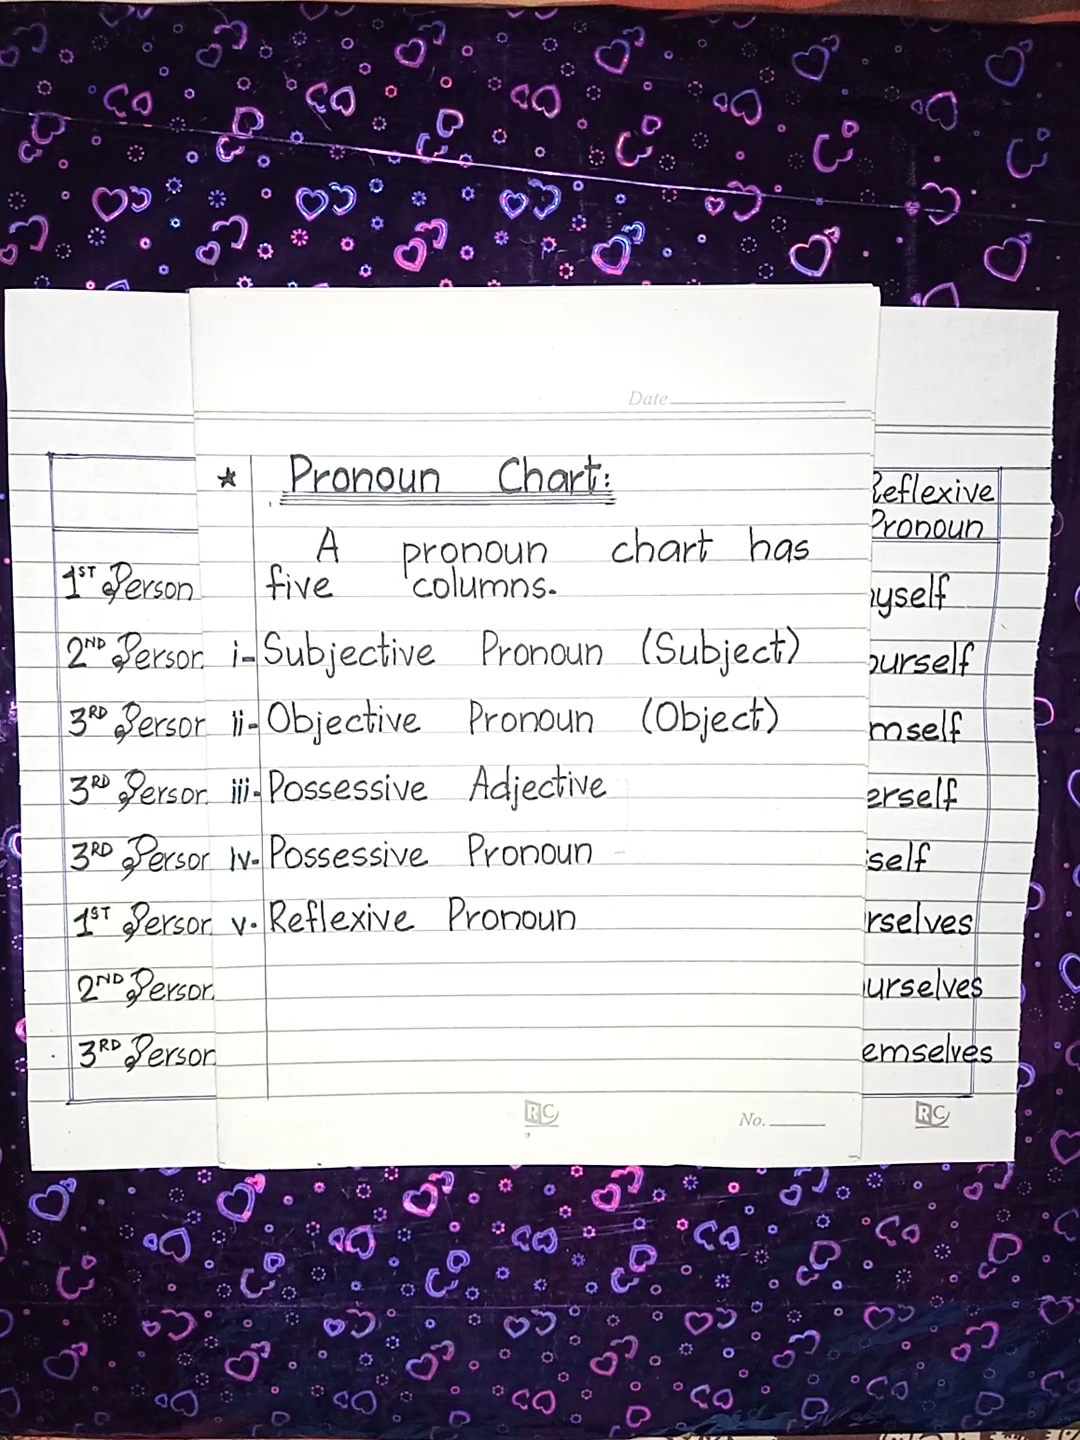 Date
★ Pronoun Chart:
A pronoun chart has
five columns.
i- Subjective Pronoun (Subject)
ii- Objective Pronoun (Object)
iii- Possessive Adjective
iv- Possessive Pronoun
v. Reflexive Pronoun
RC
No.
1ST Person
2ND Person
3RD Person
3RD Person
3RD Person
1ST Person
2ND Person
3RD Person
Reflexive
Pronoun
yself
ourself
mself
erself
self
rselves
urselves
emselves
RC